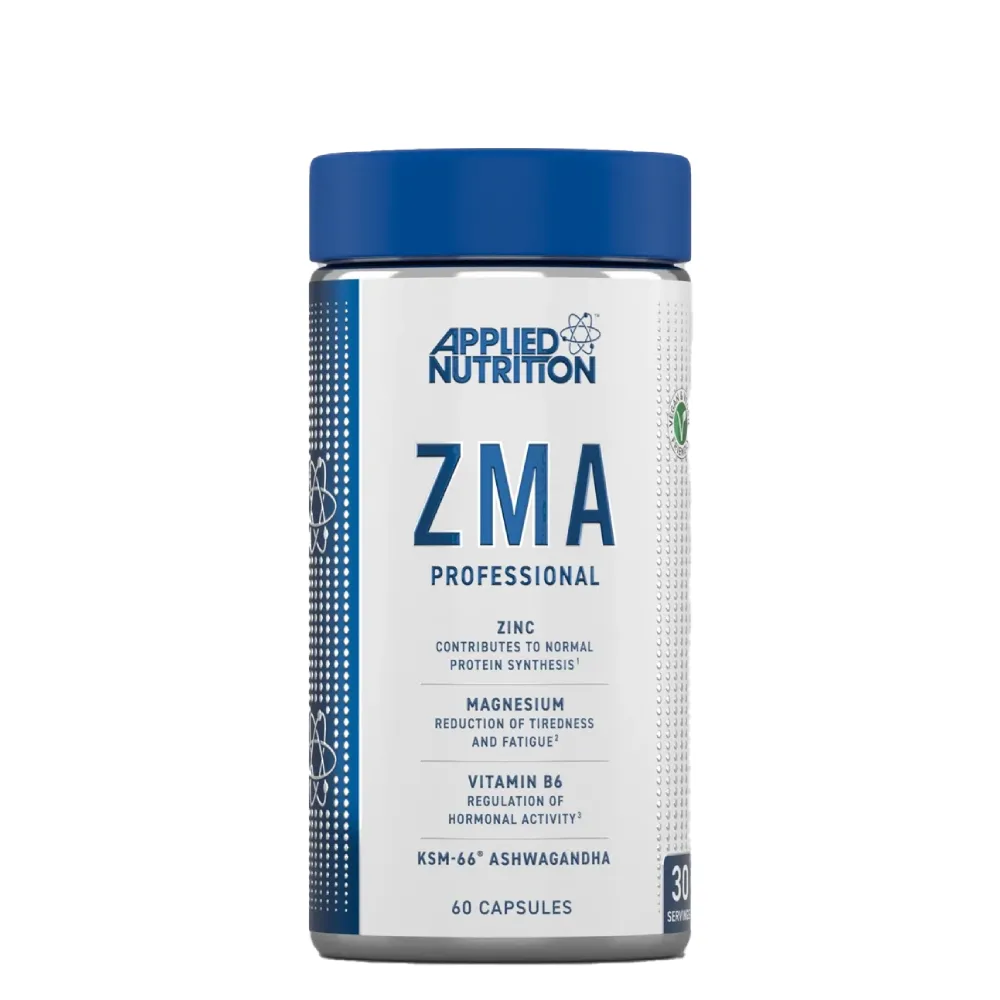 APPLIED
NUTRITION
™
ZMA
PROFESSIONAL
ZINC
CONTRIBUTES TO NORMAL
PROTEIN SYNTHESIS¹
MAGNESIUM
REDUCTION OF TIREDNESS
AND FATIGUE²
VITAMIN B6
REGULATION OF
HORMONAL ACTIVITY³
KSM-66® ASHWAGANDHA
60 CAPSULES
V
30